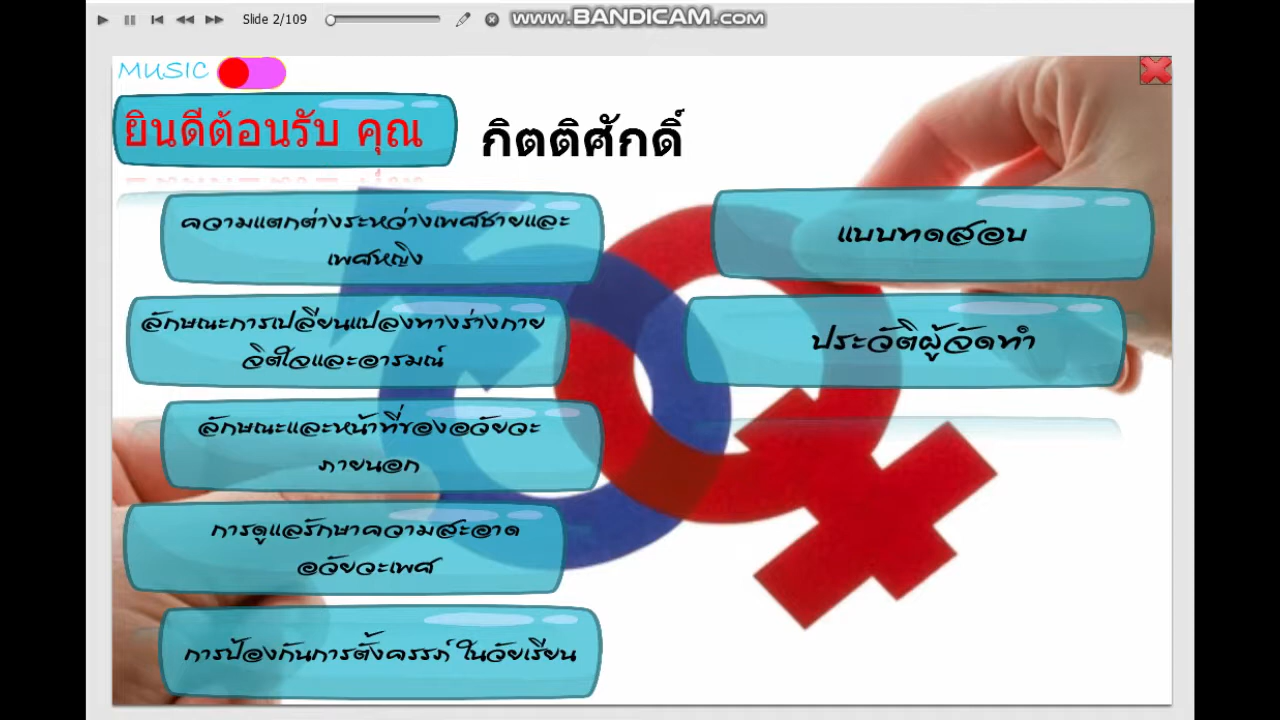 Slide 2/109
www.BANDICAM.com
MUSIC
ยินดีต้อนรับ คุณ
กิตติศักดิ์
ความแตกต่างระหว่างเพศชายและ
เพศหญิง
ลักษณะการเปลี่ยนแปลงทางร่างกาย
จิตใจและอารมณ์
ลักษณะและหน้าที่ของอวัยวะ
ภายนอก
การดูแลรักษาความสะอาด
อวัยวะเพศ
การป้องกันการตั้งครรภ์ ในวัยเรียน
แบบทดสอบ
ประวัติผู้จัดทำ